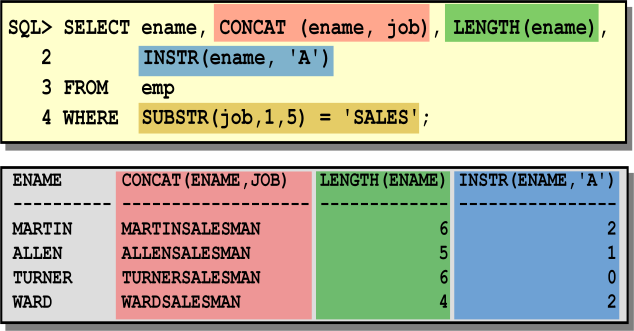 SQL> SELECT ename, CONCAT (ename, job), LENGTH(ename),
2 INSTR(ename, 'A')
3 FROM emp
4 WHERE SUBSTR(job,1,5) = 'SALES';
ENAME CONCAT(ENAME,JOB) LENGTH(ENAME) INSTR(ENAME,'A')
---------- ------------------- ------------- ----------------
MARTIN MARTINSALESMAN 6 2
ALLEN ALLENSALESMAN 5 1
TURNER TURNERSALESMAN 6 0
WARD WARDSALESMAN 4 2